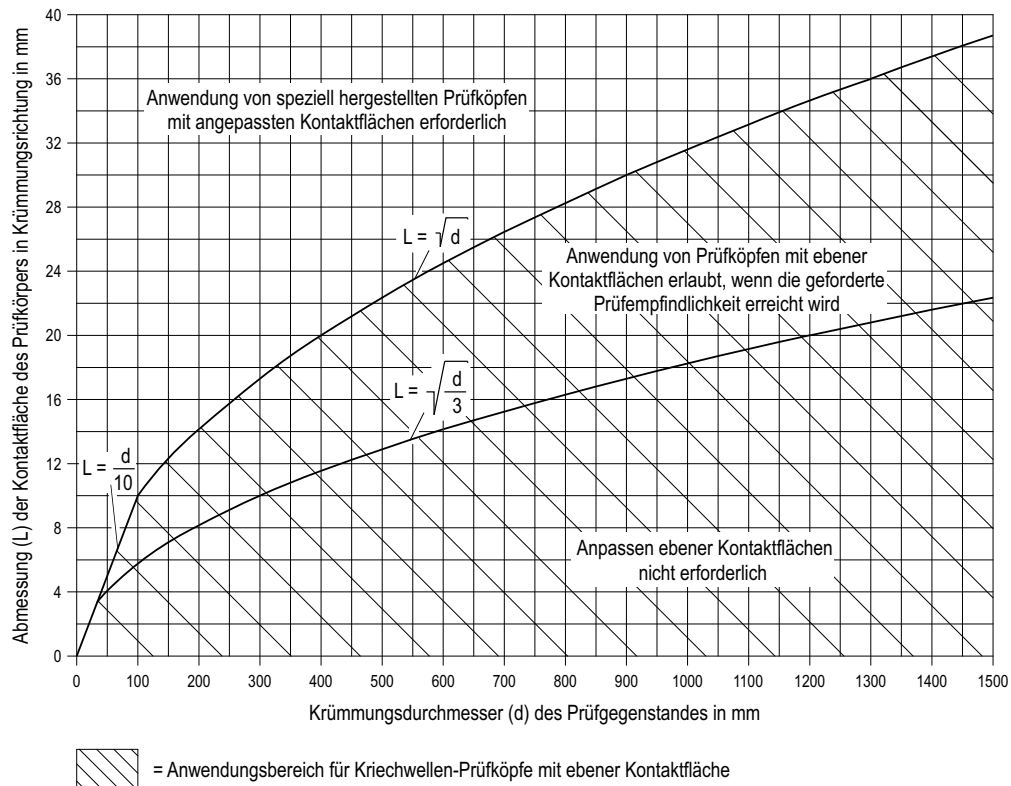 Abmessung (L) der Kontaktfläche des Prüfkörpers in Krümmungsrichtung in mm
40
36
32
28
24
20
16
12
8
4
0
Anwendung von speziell hergestellten Prüfköpfen
mit angepassten Kontaktflächen erforderlich
L = √d
Anwendung von Prüfköpfen mit ebener
Kontaktflächen erlaubt, wenn die geforderte
Prüfempfindlichkeit erreicht wird
L = √d/3
L = d/10
Anpassen ebener Kontaktflächen
nicht erforderlich
0 100 200 300 400 500 600 700 800 900 1000 1100 1200 1300 1400 1500
Krümmungsdurchmesser (d) des Prüfgegenstandes in mm
= Anwendungsbereich für Kriechwellen-Prüfköpfe mit ebener Kontaktfläche